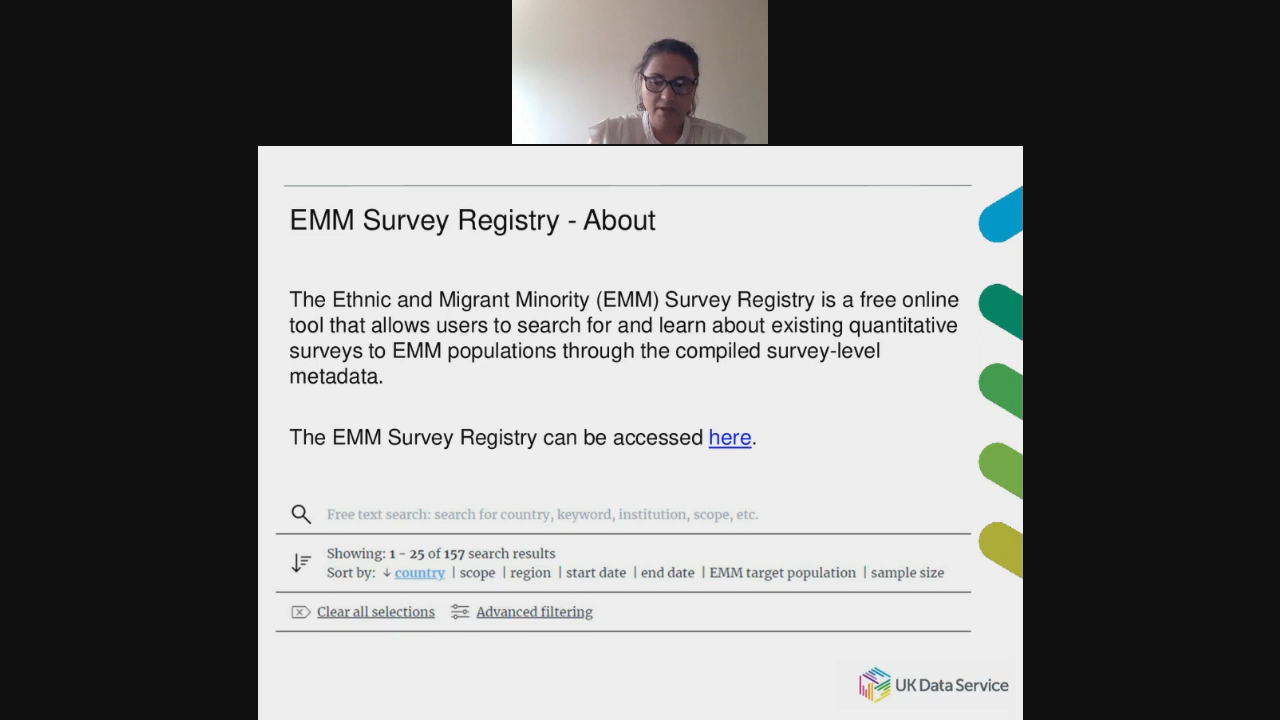 EMM Survey Registry - About
The Ethnic and Migrant Minority (EMM) Survey Registry is a free online
tool that allows users to search for and learn about existing quantitative
surveys to EMM populations through the compiled survey-level
metadata.
The EMM Survey Registry can be accessed here.
Free text search: search for country, keyword, institution, scope, etc.
Showing: 1 - 25 of 157 search results
Sort by: ↓ country | scope | region | start date | end date | EMM target population | sample size
Clear all selections Advanced filtering
UK Data Service